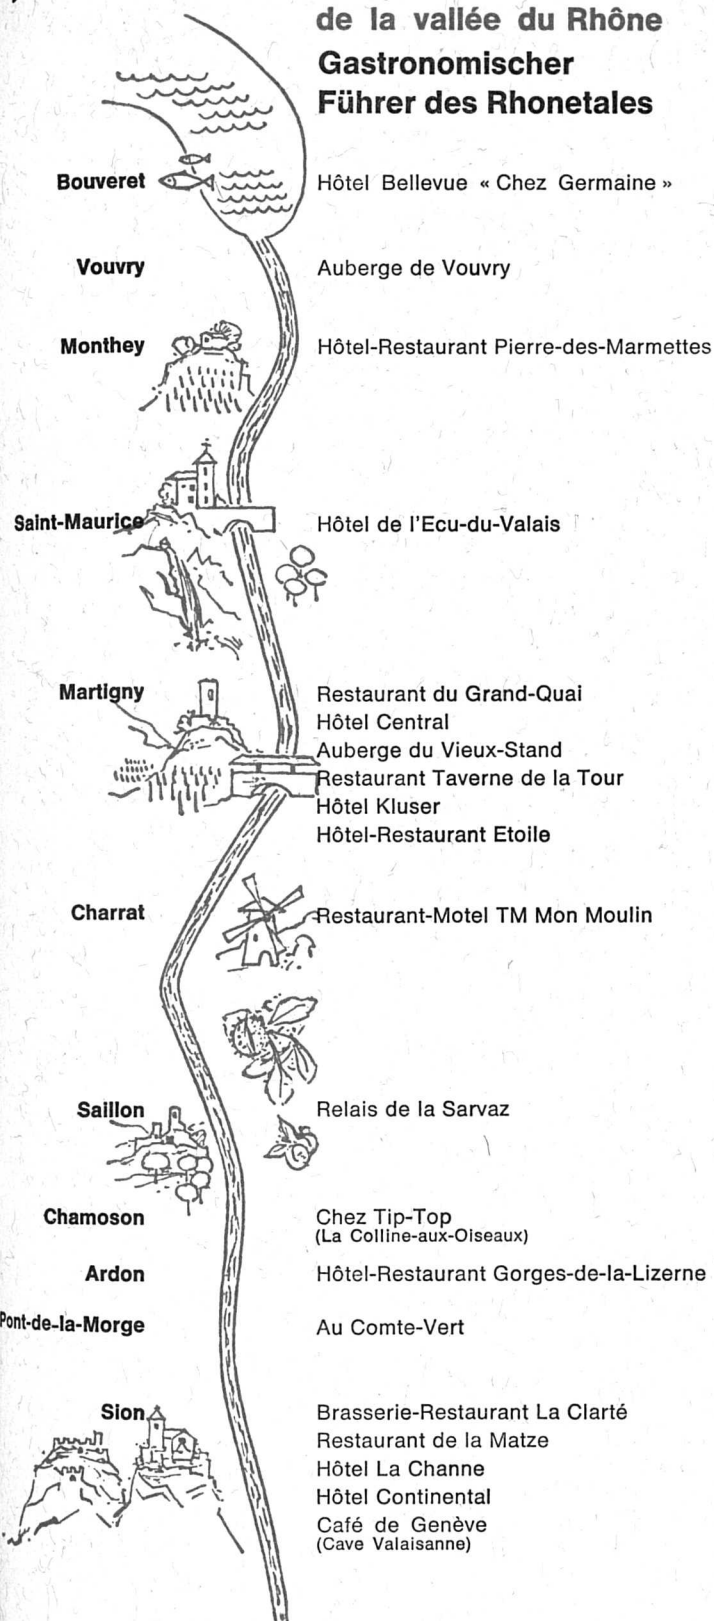 de la vallée du Rhône
Gastronomischer
Führer des Rhonetales
Bouveret Hôtel Bellevue « Chez Germaine »
Vouvry Auberge de Vouvry
Monthey Hôtel-Restaurant Pierre-des-Marmettes
Saint-Maurice Hôtel de l'Ecu-du-Valais
Martigny Restaurant du Grand-Quai
Hôtel Central
Auberge du Vieux-Stand
Restaurant Taverne de la Tour
Hôtel Kluser
Hôtel-Restaurant Etoile
Charrat Restaurant-Motel TM Mon Moulin
Saillon Relais de la Sarvaz
Chamoson Chez Tip-Top
(La Colline-aux-Oiseaux)
Ardon Hôtel-Restaurant Gorges-de-la-Lizerne
Pont-de-la-Morge Au Comte-Vert
Sion Brasserie-Restaurant La Clarté
Restaurant de la Matze
Hôtel La Channe
Hôtel Continental
Café de Genève
(Cave Valaisanne)